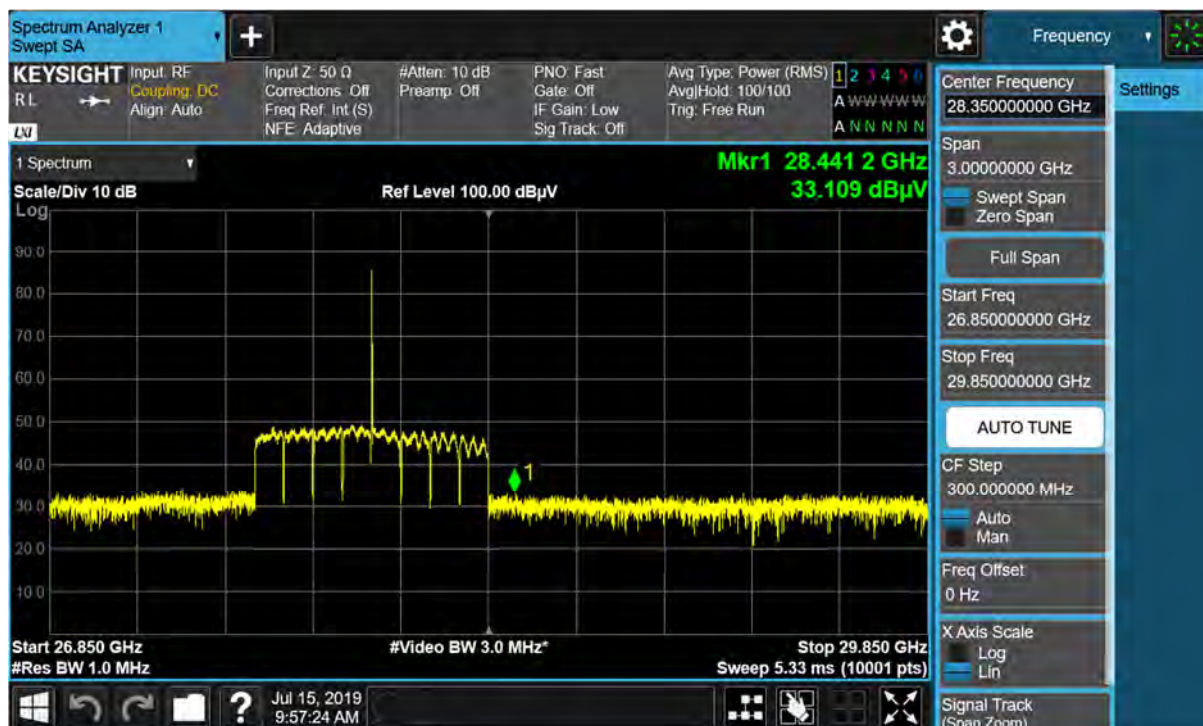 Spectrum Analyzer 1
Swept SA
+
Frequency
KEYSIGHT
RL
LXI
Input: RF
Coupling: DC
Align: Auto
Input Z: 50 Ω
Corrections: Off
Freq Ref: Int (S)
NFE: Adaptive
#Atten: 10 dB
Preamp: Off
PNO: Fast
Gate: Off
IF Gain: Low
Sig Track: Off
Avg Type: Power (RMS)
Avg|Hold: 100/100
Trig: Free Run
1 2 3 4 5 6
A W W W W W
A N N N N N
1 Spectrum
Mkr1 28.441 2 GHz
Scale/Div 10 dB
Ref Level 100.00 dBµV
33.109 dBµV
Log
90.0
80.0
70.0
60.0
50.0
40.0
30.0
20.0
10.0
1
Start 26.850 GHz
#Video BW 3.0 MHz*
Stop 29.850 GHz
#Res BW 1.0 MHz
Sweep 5.33 ms (10001 pts)
?
Jul 15, 2019
9:57:24 AM
Center Frequency
28.350000000 GHz
Span
3.00000000 GHz
Swept Span
Zero Span
Full Span
Start Freq
26.850000000 GHz
Stop Freq
29.850000000 GHz
AUTO TUNE
CF Step
300.000000 MHz
Auto
Man
Freq Offset
0 Hz
X Axis Scale
Log
Lin
Signal Track
(Span Zoom)
Settings